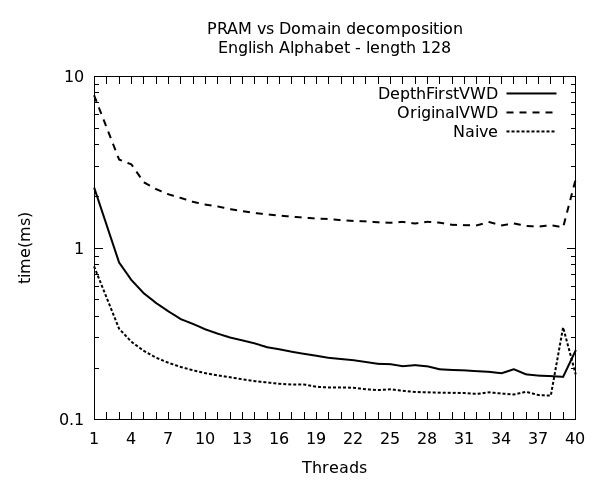 PRAM vs Domain decomposition
English Alphabet - length 128
10
DepthFirstVWD
OriginalVWD
Naive
1
time(ms)
0.1
1 4 7 10 13 16 19 22 25 28 31 34 37 40
Threads